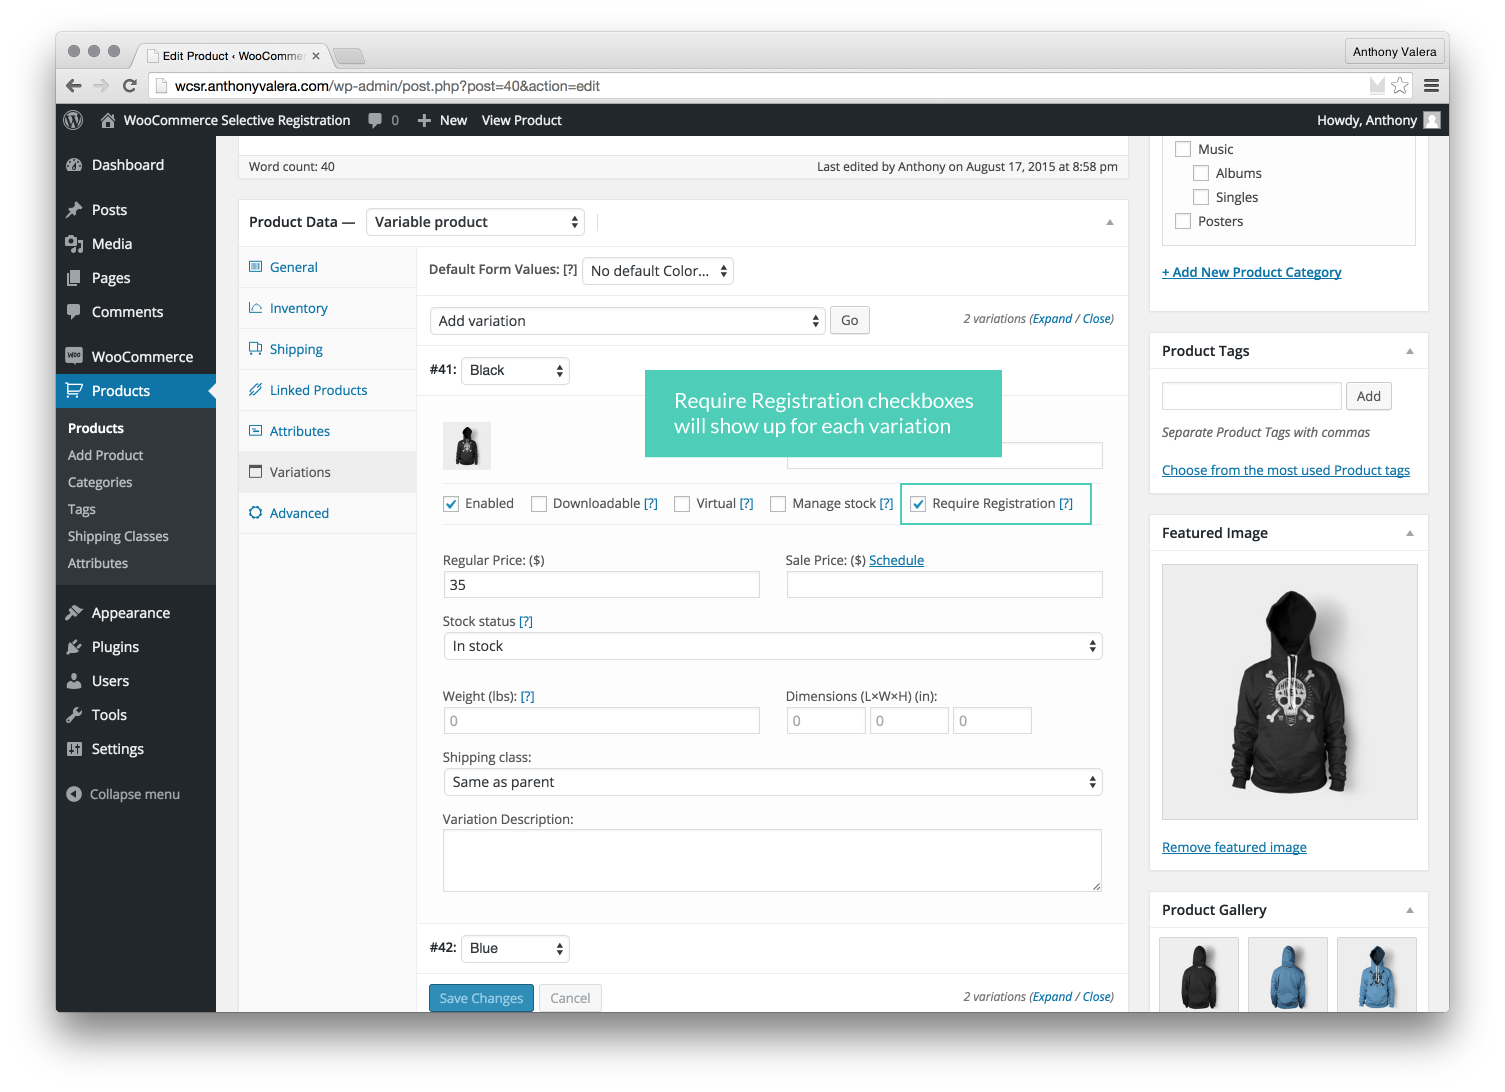 Edit Product ‹ WooComme
Anthony Valera
wcsr.anthonyvalera.com/wp-admin/post.php?post=40&action=edit
WooCommerce Selective Registration 0 New View Product
Howdy, Anthony
Dashboard
Posts
Media
Pages
Comments
WooCommerce
Products
Products
Add Product
Categories
Tags
Shipping Classes
Attributes
Appearance
Plugins
Users
Tools
Settings
Collapse menu
Word count: 40
Last edited by Anthony on August 17, 2015 at 8:58 pm
Product Data — Variable product
General
Inventory
Shipping
Linked Products
Attributes
Variations
Advanced
Default Form Values: [?] No default Color...
Add variation Go
2 variations (Expand / Close)
#41: Black
Require Registration checkboxes
will show up for each variation
Enabled Downloadable [?] Virtual [?] Manage stock [?] Require Registration [?]
Regular Price: ($)
35
Sale Price: ($) Schedule
Stock status [?]
In stock
Weight (lbs): [?]
0
Dimensions (L×W×H) (in):
0 0 0
Shipping class:
Same as parent
Variation Description:
#42: Blue
Save Changes Cancel
2 variations (Expand / Close)
Music
Albums
Singles
Posters
+ Add New Product Category
Product Tags
Add
Separate Product Tags with commas
Choose from the most used Product tags
Featured Image
Remove featured image
Product Gallery